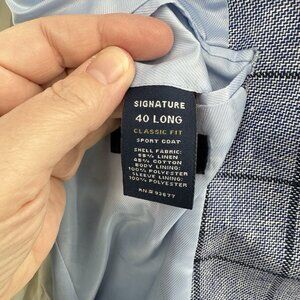 SIGNATURE
40 LONG
CLASSIC FIT
SPORT COAT
SHELL FABRIC:
55% LINEN
45% COTTON
BODY LINING:
100% POLYESTER
SLEEVE LINING:
100% POLYESTER
RN# 92677